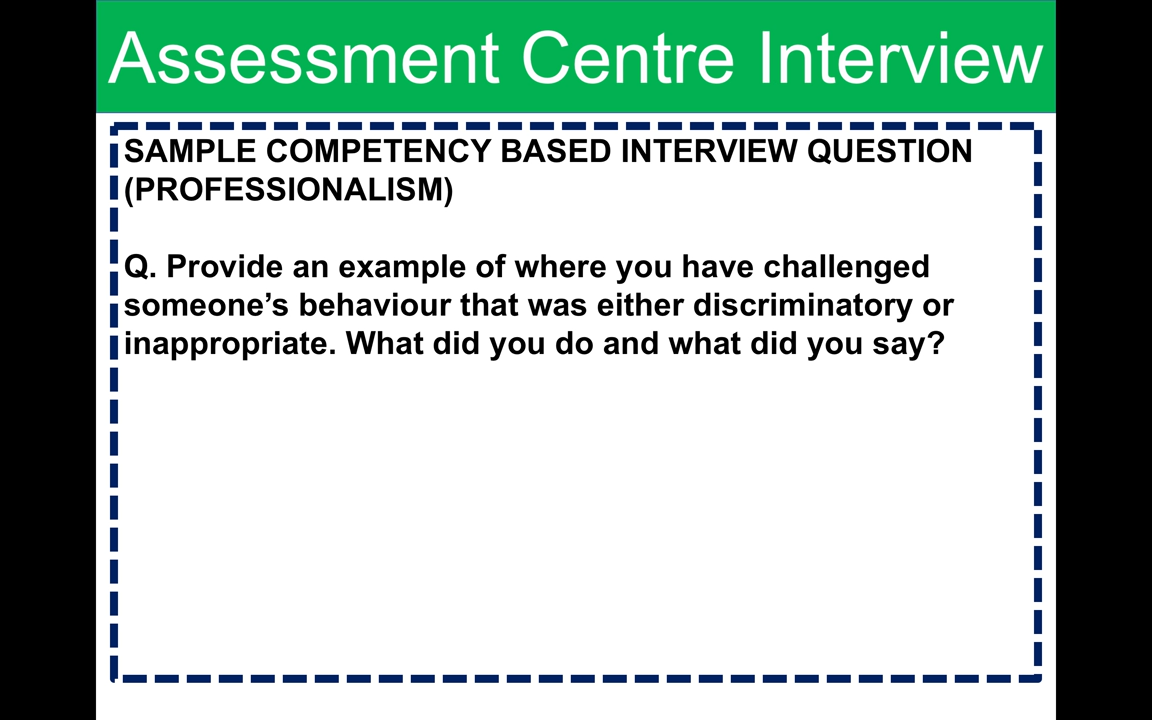 Assessment Centre Interview
SAMPLE COMPETENCY BASED INTERVIEW QUESTION
(PROFESSIONALISM)
Q. Provide an example of where you have challenged
someone’s behaviour that was either discriminatory or
inappropriate. What did you do and what did you say?